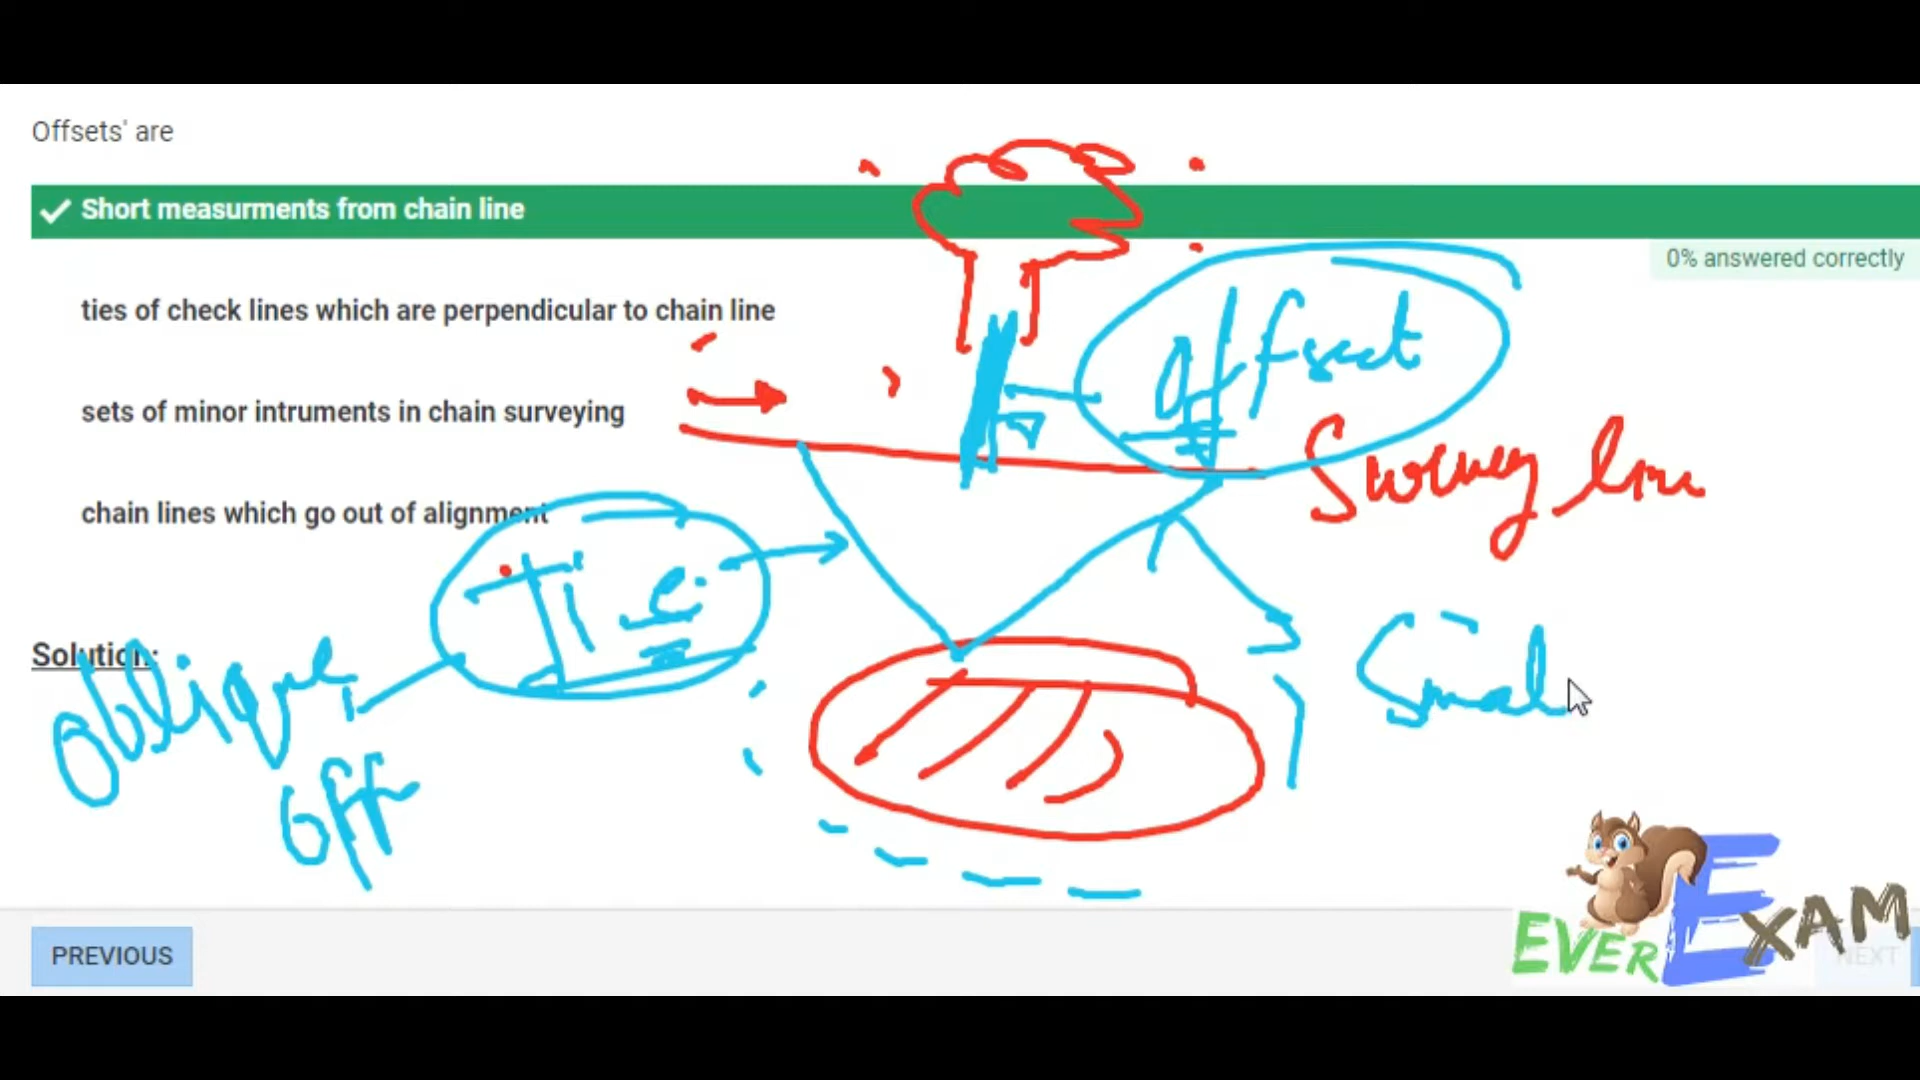 Offsets' are
Short measurments from chain line
0% answered correctly
ties of check lines which are perpendicular to chain line
offset
sets of minor intruments in chain surveying
Survey line
chain lines which go out of alignment
Tie
Solution:
Oblique
off
Smal
PREVIOUS
EVER EXAM
NEXT